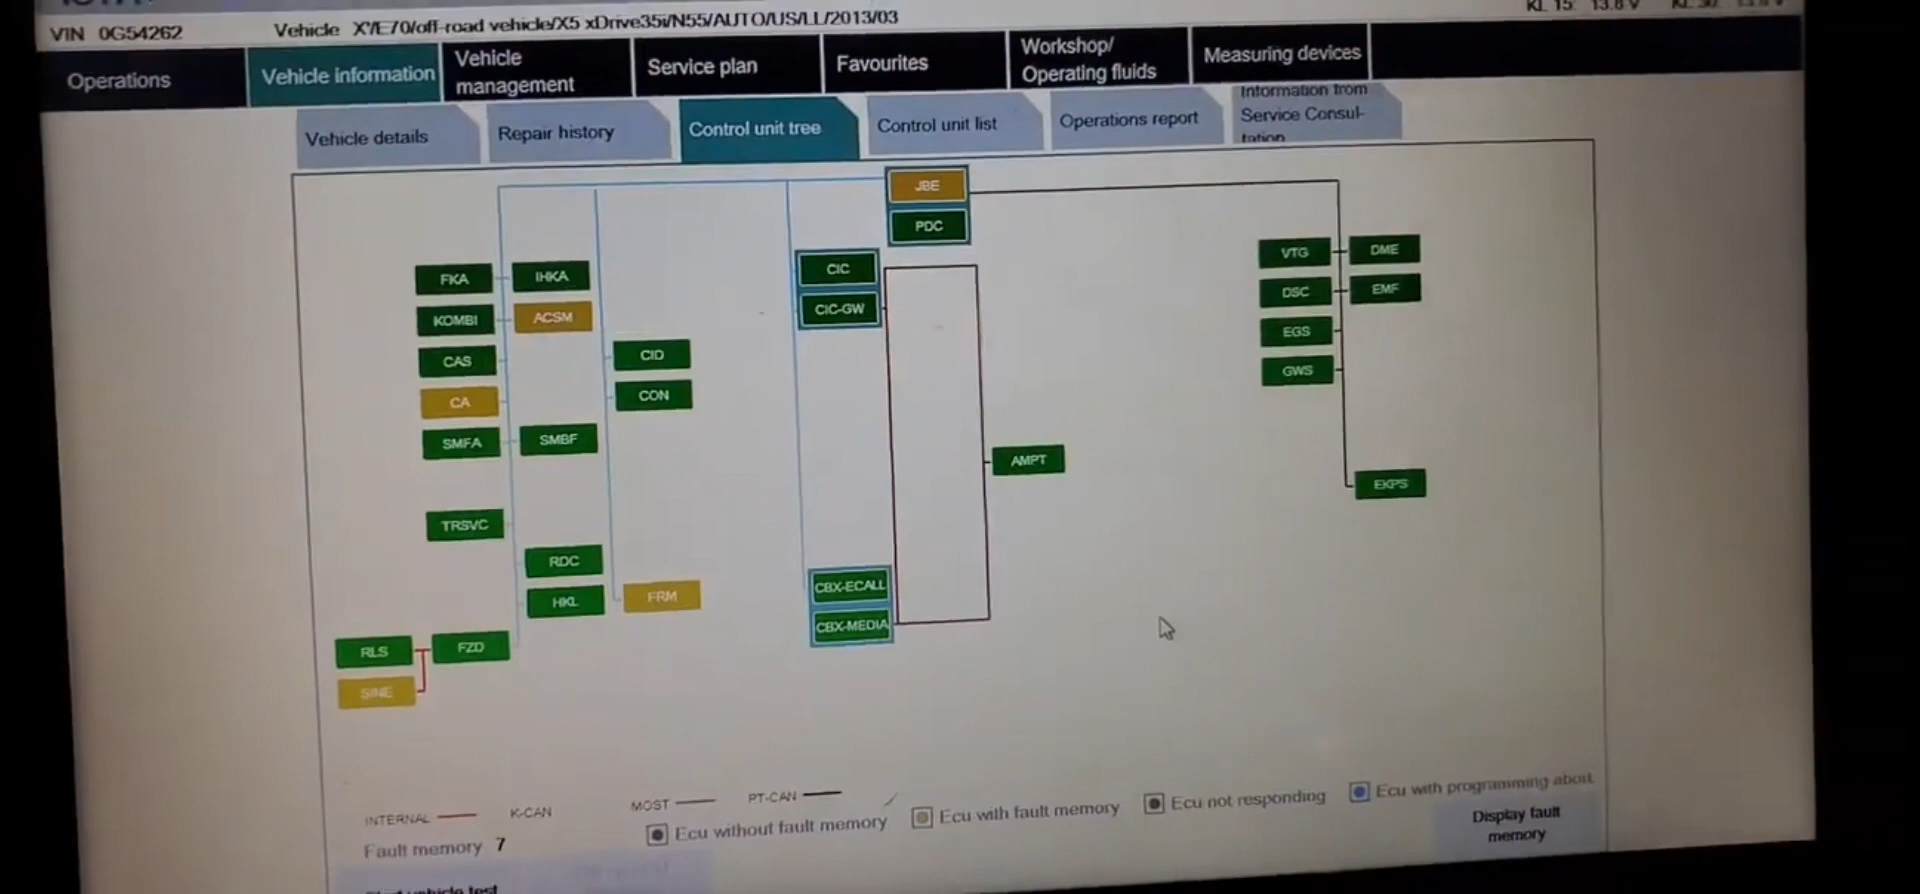 VIN 0G54262
Vehicle X'/E70/off-road vehicle/X5 xDrive35i/N55/AUTO/US/LL/2013/03
KL 15: 13.8 V
Operations
Vehicle information
Vehicle
management
Service plan
Favourites
Workshop/
Operating fluids
Measuring devices
Vehicle details
Repair history
Control unit tree
Control unit list
Operations report
Information from
Service Consul-
tation
JBE
PDC
FKA
IHKA
KOMBI
ACSM
CAS
CA
SMFA
SMBF
TRSVC
RDC
HKL
RLS
FZD
SINE
CID
CON
FRM
CIC
CIC-GW
CBX-ECALL
CBX-MEDIA
AMPT
VTG
DME
DSC
EMF
EGS
GWS
EKPS
INTERNAL
K-CAN
MOST
PT-CAN
Fault memory 7
Ecu without fault memory
Ecu with fault memory
Ecu not responding
Ecu with programming abort
Display fault
memory
vehicle test